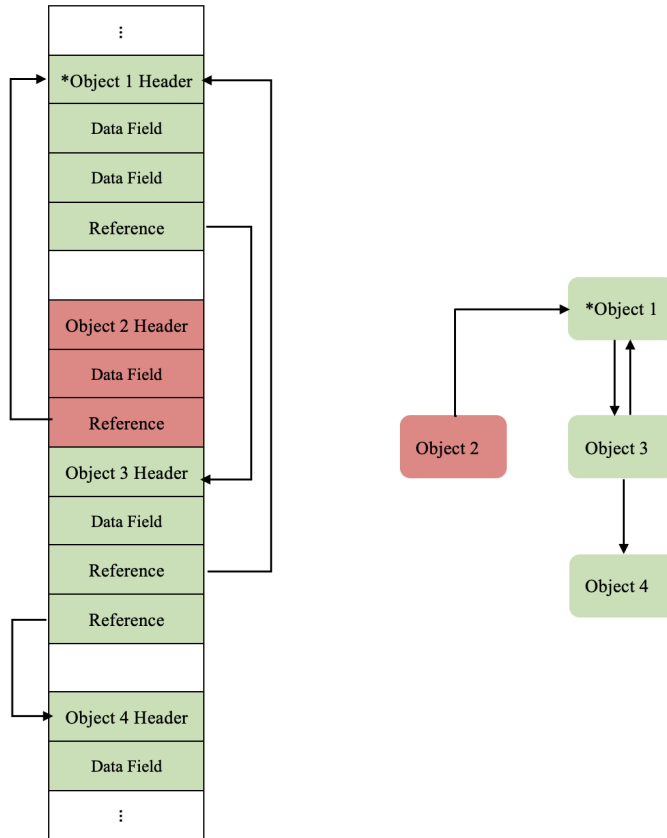 ⋮
*Object 1 Header
Data Field
Data Field
Reference
Object 2 Header
Data Field
Reference
Object 3 Header
Data Field
Reference
Reference
Object 4 Header
Data Field
⋮
*Object 1
Object 2
Object 3
Object 4